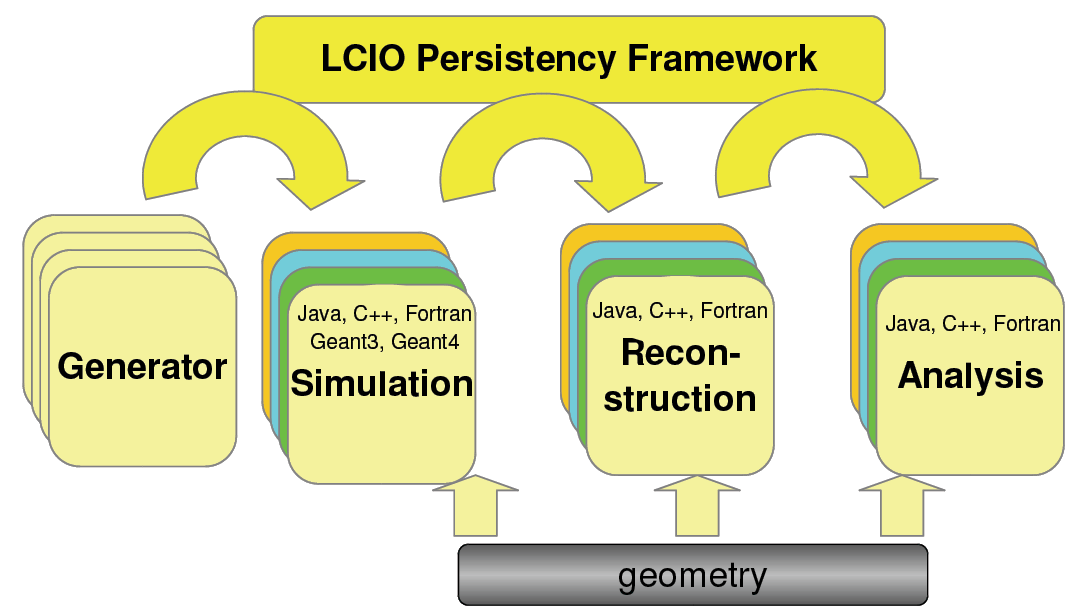 LCIO Persistency Framework
Generator
Java, C++, Fortran
Geant3, Geant4
Simulation
Java, C++, Fortran
Recon-
struction
Java, C++, Fortran
Analysis
geometry